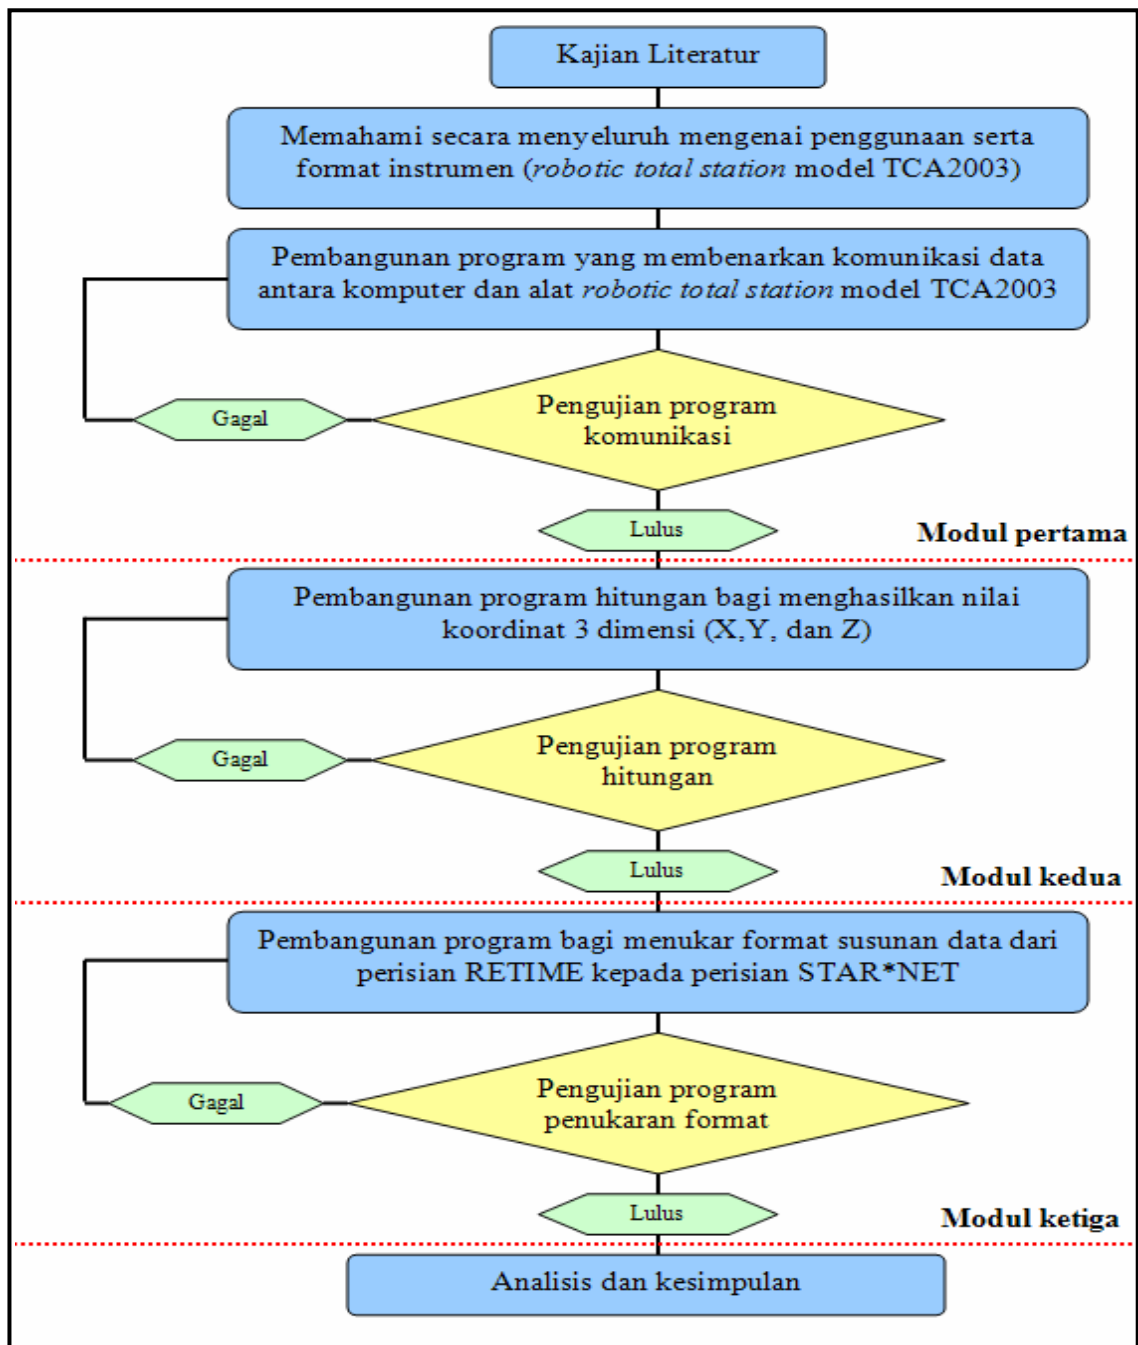 Kajian Literatur
Memahami secara menyeluruh mengenai penggunaan serta
format instrumen (robotic total station model TCA2003)
Pembangunan program yang membenarkan komunikasi data
antara komputer dan alat robotic total station model TCA2003
Pengujian program
komunikasi
Gagal
Lulus
Modul pertama
Pembangunan program hitungan bagi menghasilkan nilai
koordinat 3 dimensi (X,Y, dan Z)
Pengujian program
hitungan
Gagal
Lulus
Modul kedua
Pembangunan program bagi menukar format susunan data dari
perisian RETIME kepada perisian STAR*NET
Pengujian program
penukaran format
Gagal
Lulus
Modul ketiga
Analisis dan kesimpulan